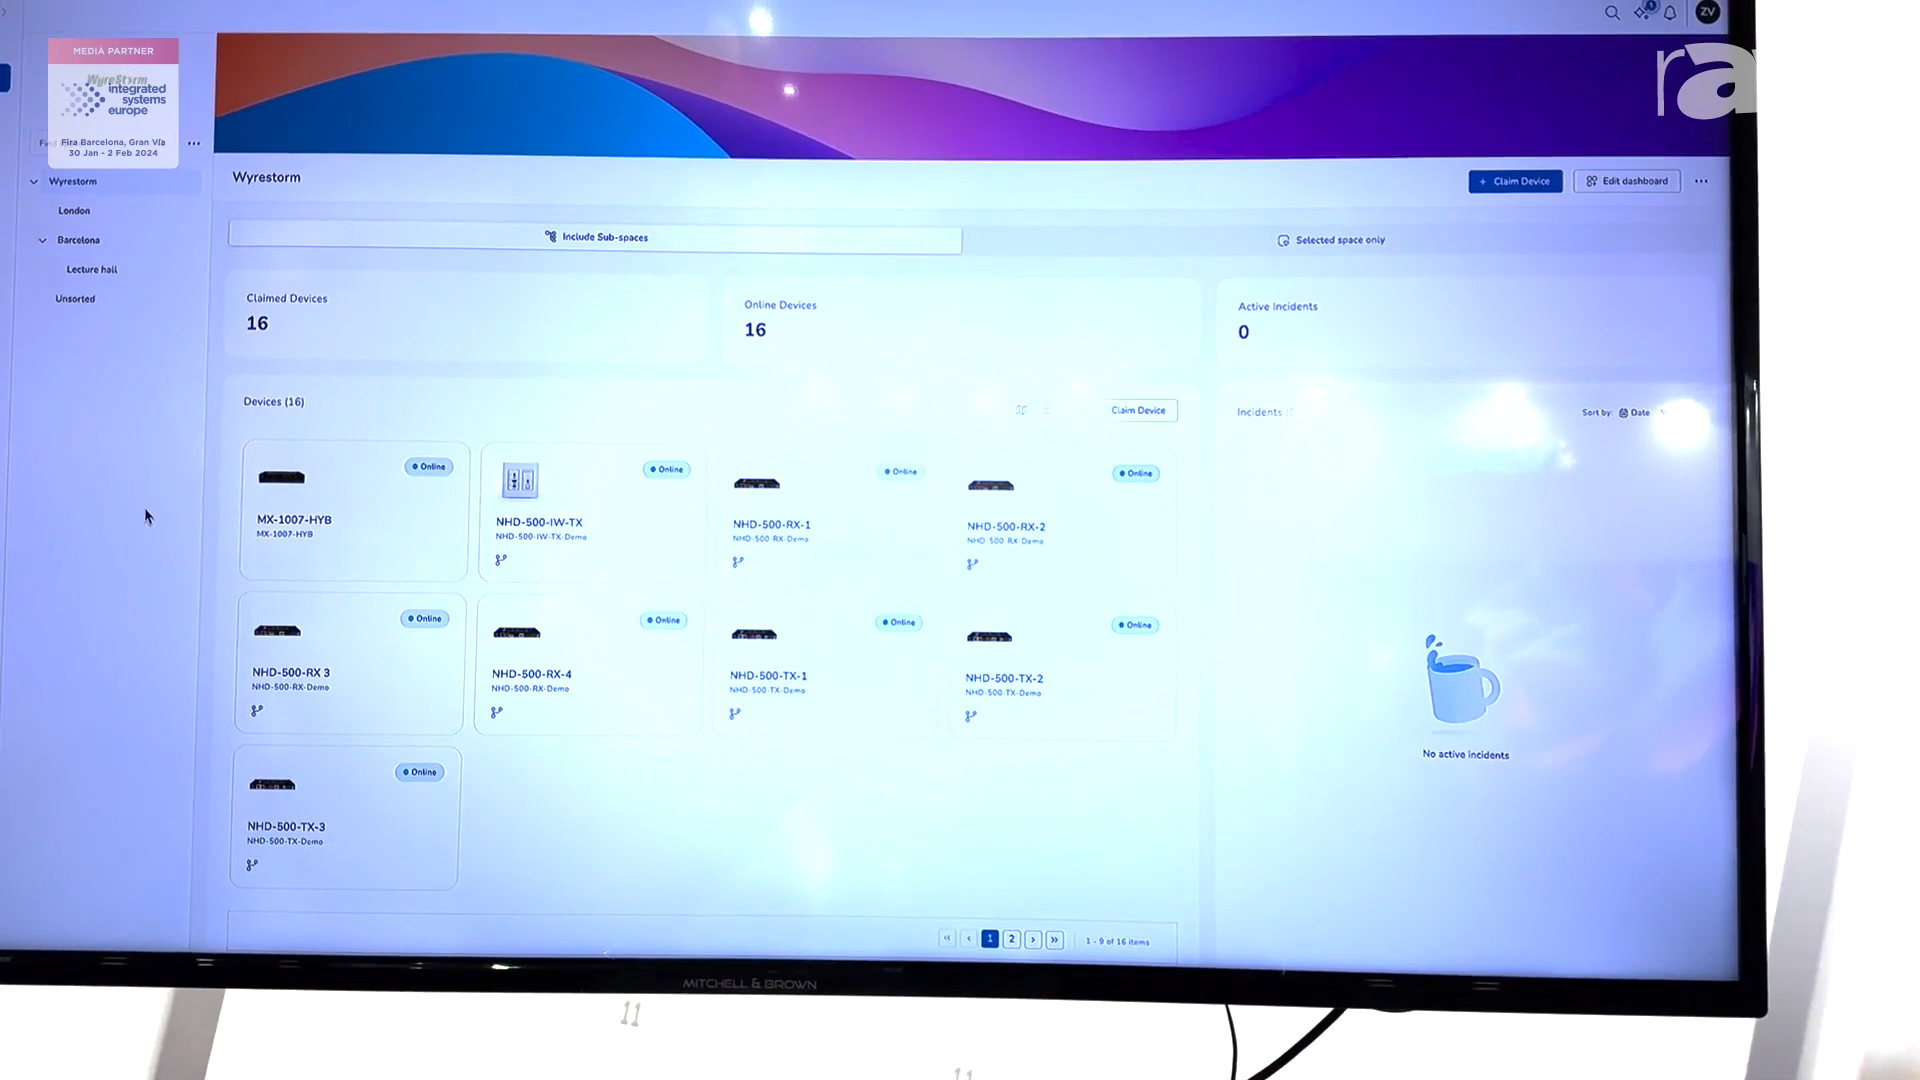 MEDIA PARTNER
WyreStorm
integrated
systems
europe
Fira Barcelona, Gran Vía
30 Jan - 2 Feb 2024
Wyrestorm
London
Barcelona
Lecture hall
Unsorted
ZV
ra
Wyrestorm
+ Claim Device
Edit dashboard
Include Sub-spaces
Selected space only
Claimed Devices
16
Online Devices
16
Active Incidents
0
Devices (16)
Claim Device
Incidents
Sort by: Date
Online
MX-1007-HYB
MX-1007-HYB
Online
NHD-500-IW-TX
NHD-500-IW-TX-Demo
Online
NHD-500-RX-1
NHD-500-RX-Demo
Online
NHD-500-RX-2
NHD-500-RX-Demo
Online
NHD-500-RX 3
NHD-500-RX-Demo
Online
NHD-500-RX-4
NHD-500-RX-Demo
Online
NHD-500-TX-1
NHD-500-TX-Demo
Online
NHD-500-TX-2
NHD-500-TX-Demo
Online
NHD-500-TX-3
NHD-500-TX-Demo
No active incidents
« ‹ 1 2 › » 1 - 9 of 16 items
MITCHELL & BROWN